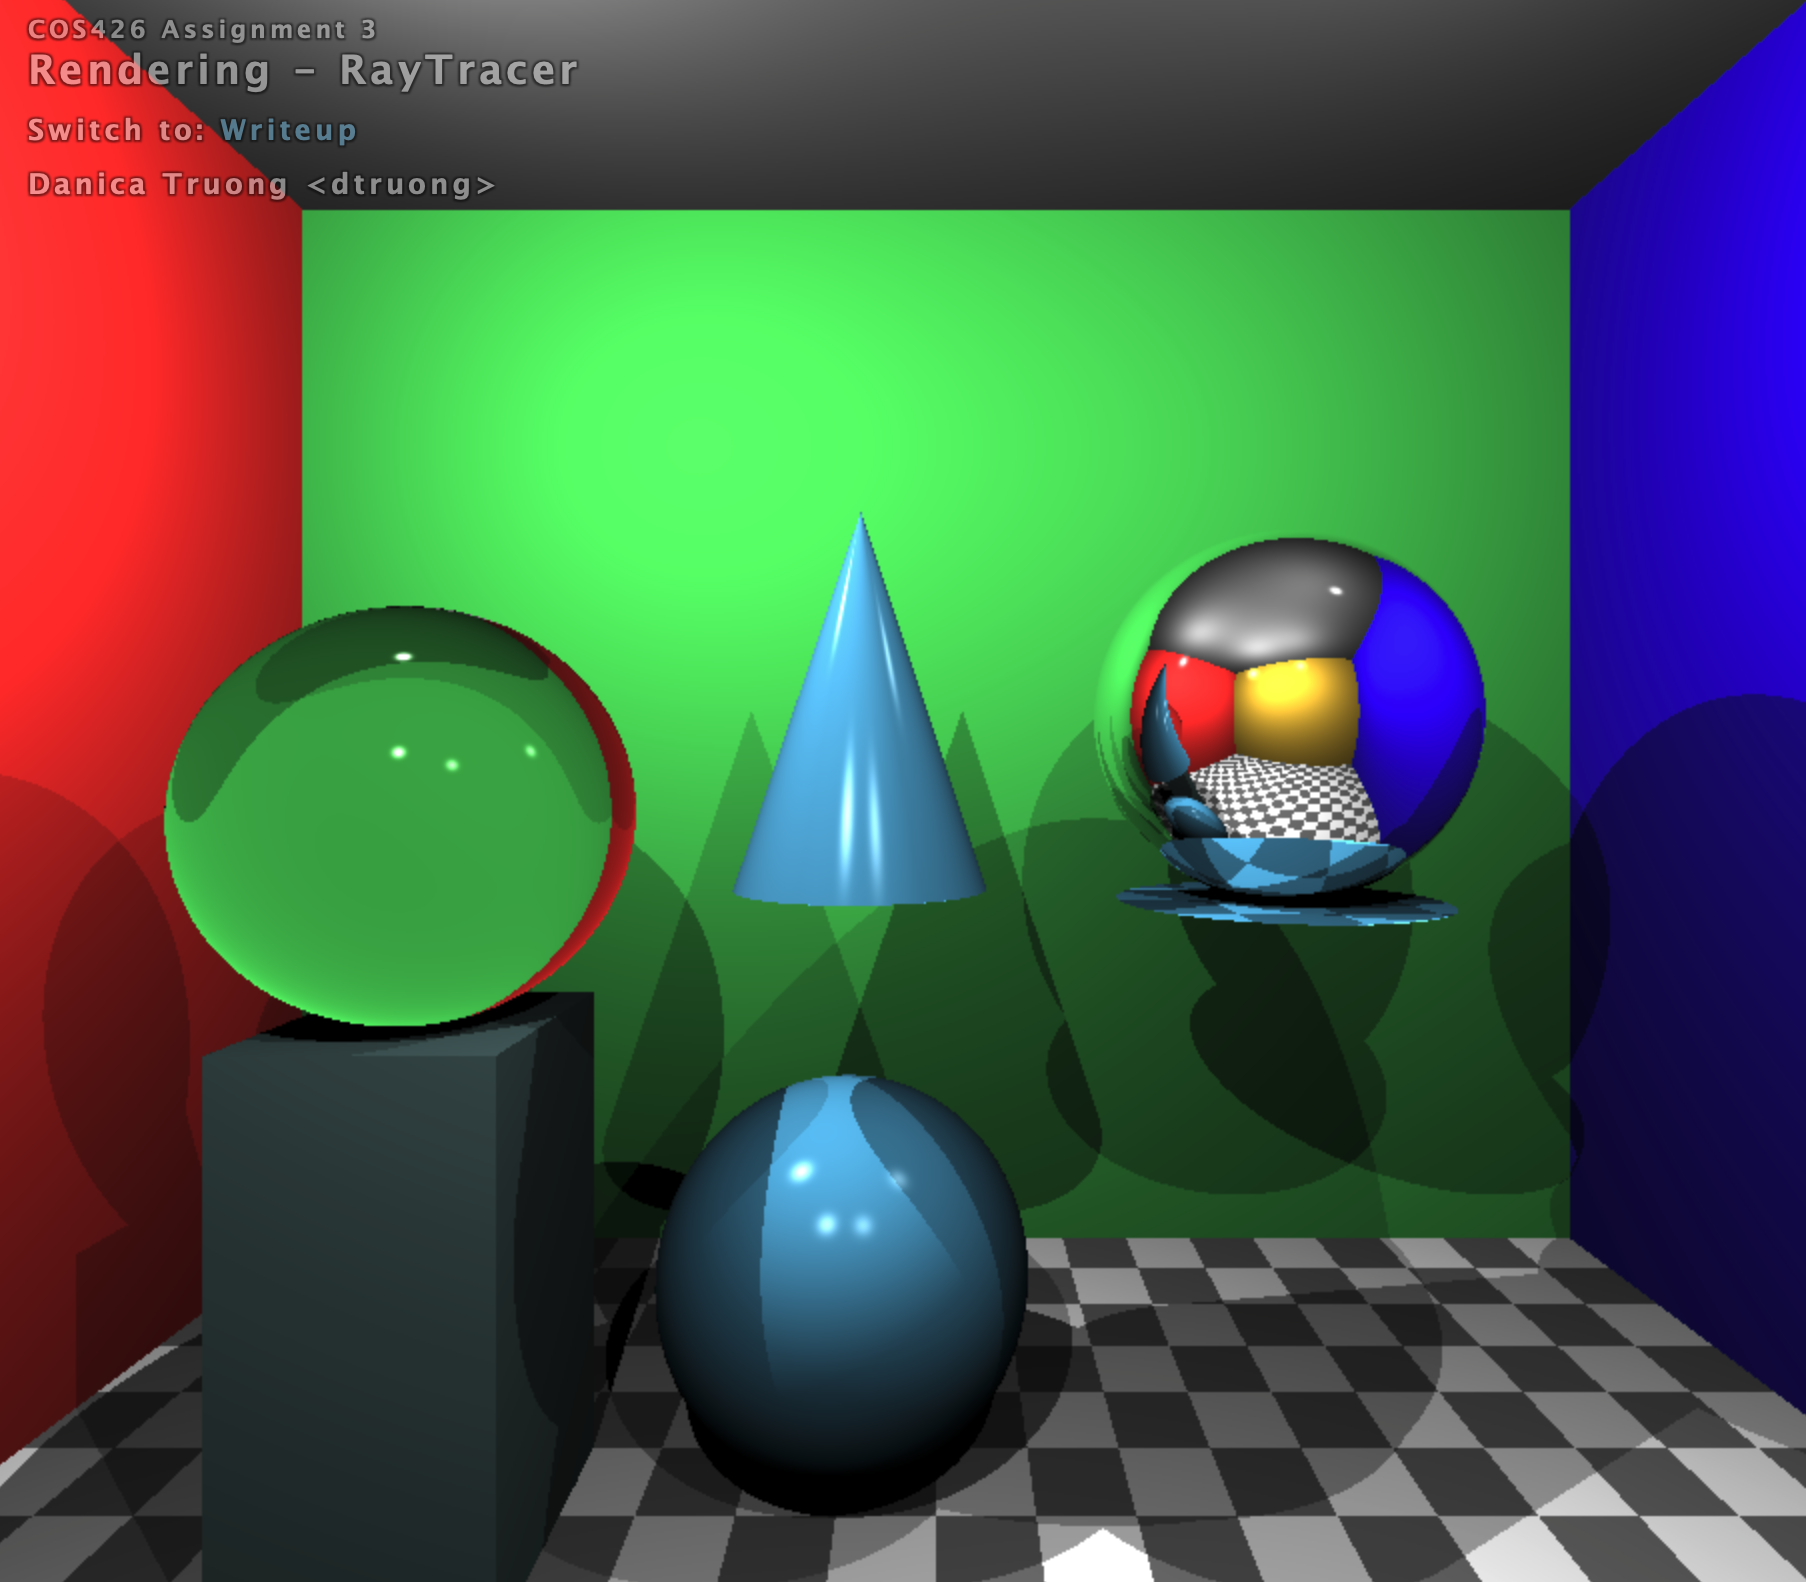 COS426 Assignment 3
Rendering – RayTracer
Switch to: Writeup
Danica Truong <dtruong>